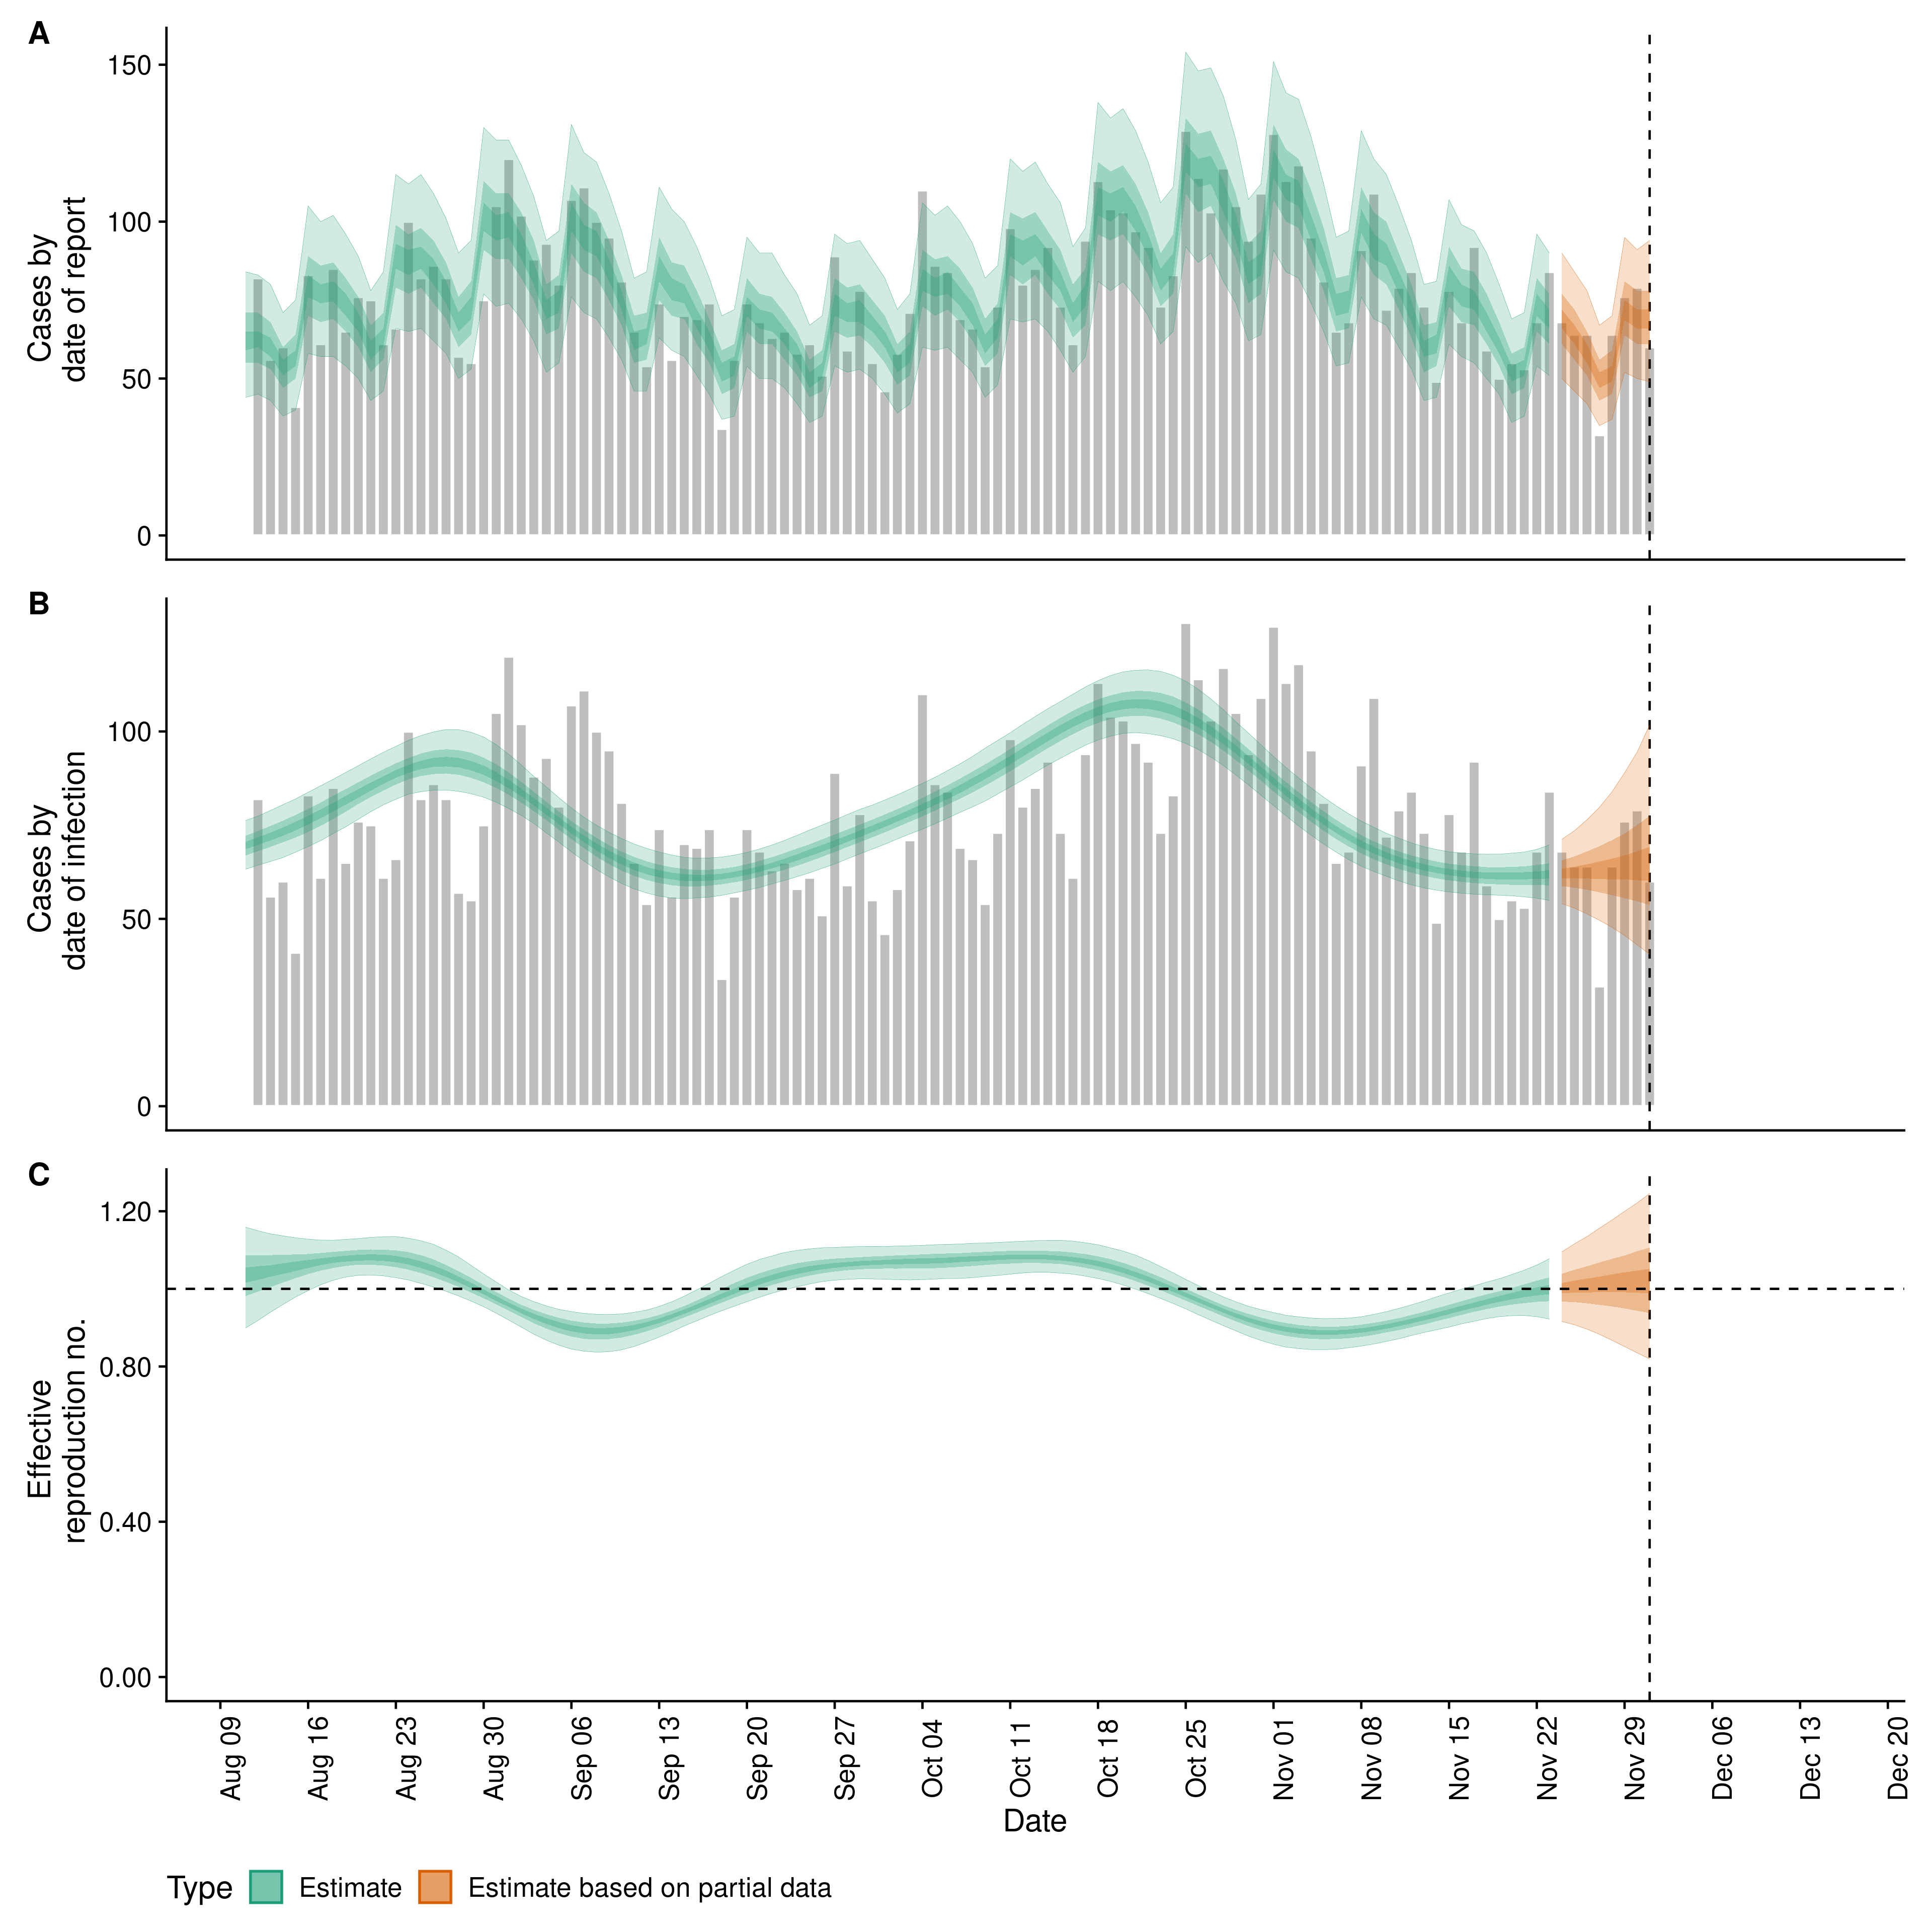 A
Cases by
date of report
150
100
50
0
B
Cases by
date of infection
100
50
0
C
Effective
reproduction no.
1.20
0.80
0.40
0.00
Aug 09
Aug 16
Aug 23
Aug 30
Sep 06
Sep 13
Sep 20
Sep 27
Oct 04
Oct 11
Oct 18
Oct 25
Nov 01
Nov 08
Nov 15
Nov 22
Nov 29
Dec 06
Dec 13
Dec 20
Date
Type Estimate Estimate based on partial data